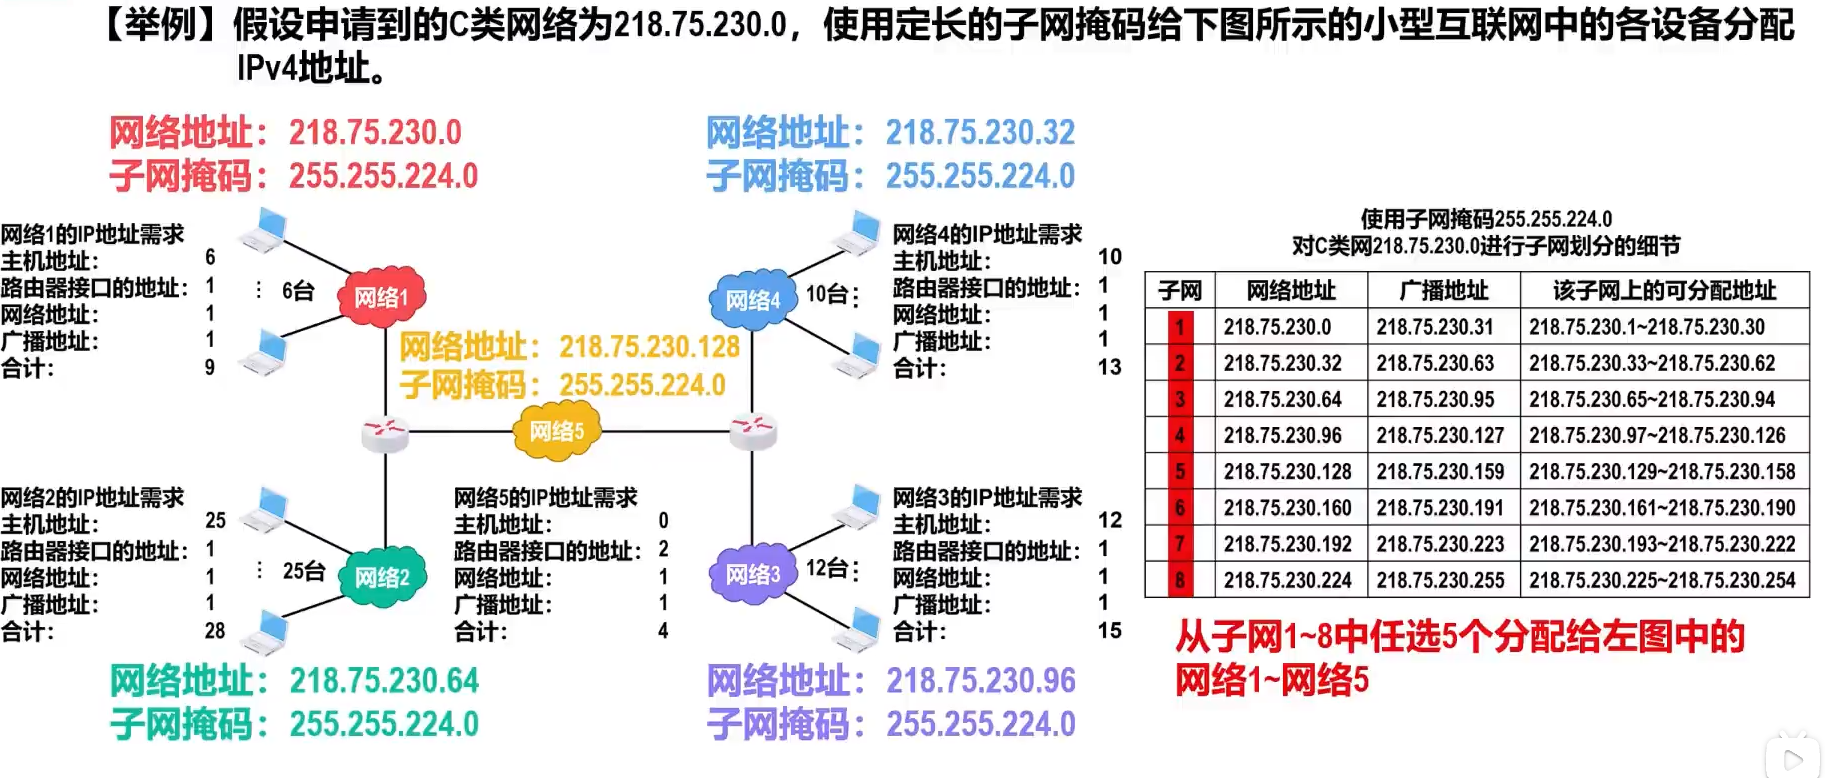 【举例】假设申请到的C类网络为218.75.230.0，使用定长的子网掩码给下图所示的小型互联网中的各设备分配
IPv4地址。
网络地址：218.75.230.0
子网掩码：255.255.224.0
网络地址：218.75.230.32
子网掩码：255.255.224.0
网络1的IP地址需求
主机地址： 6
路由器接口的地址： 1
网络地址： 1
广播地址： 1
合计： 9
6台
网络1
网络4
10台
网络4的IP地址需求
主机地址： 10
路由器接口的地址： 1
网络地址： 1
广播地址： 1
合计： 13
网络地址：218.75.230.128
子网掩码：255.255.224.0
网络5
网络2的IP地址需求
主机地址： 25
路由器接口的地址： 1
网络地址： 1
广播地址： 1
合计： 28
25台
网络2
网络5的IP地址需求
主机地址： 0
路由器接口的地址： 2
网络地址： 1
广播地址： 1
合计： 4
网络3
12台
网络3的IP地址需求
主机地址： 12
路由器接口的地址： 1
网络地址： 1
广播地址： 1
合计： 15
网络地址：218.75.230.64
子网掩码：255.255.224.0
网络地址：218.75.230.96
子网掩码：255.255.224.0
使用子网掩码255.255.224.0
对C类网218.75.230.0进行子网划分的细节
子网 网络地址 广播地址 该子网上的可分配地址
1 218.75.230.0 218.75.230.31 218.75.230.1~218.75.230.30
2 218.75.230.32 218.75.230.63 218.75.230.33~218.75.230.62
3 218.75.230.64 218.75.230.95 218.75.230.65~218.75.230.94
4 218.75.230.96 218.75.230.127 218.75.230.97~218.75.230.126
5 218.75.230.128 218.75.230.159 218.75.230.129~218.75.230.158
6 218.75.230.160 218.75.230.191 218.75.230.161~218.75.230.190
7 218.75.230.192 218.75.230.223 218.75.230.193~218.75.230.222
8 218.75.230.224 218.75.230.255 218.75.230.225~218.75.230.254
从子网1~8中任选5个分配给左图中的
网络1~网络5